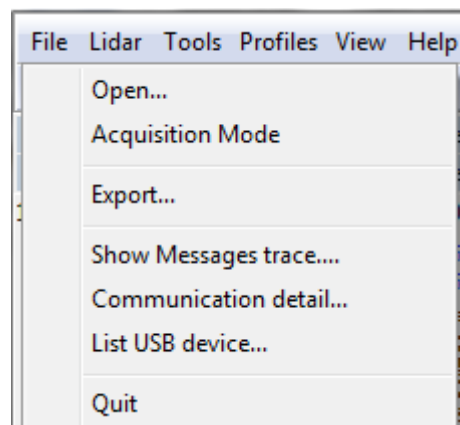 File Lidar Tools Profiles View Help
Open...
Acquisition Mode
Export...
Show Messages trace....
Communication detail...
List USB device...
Quit